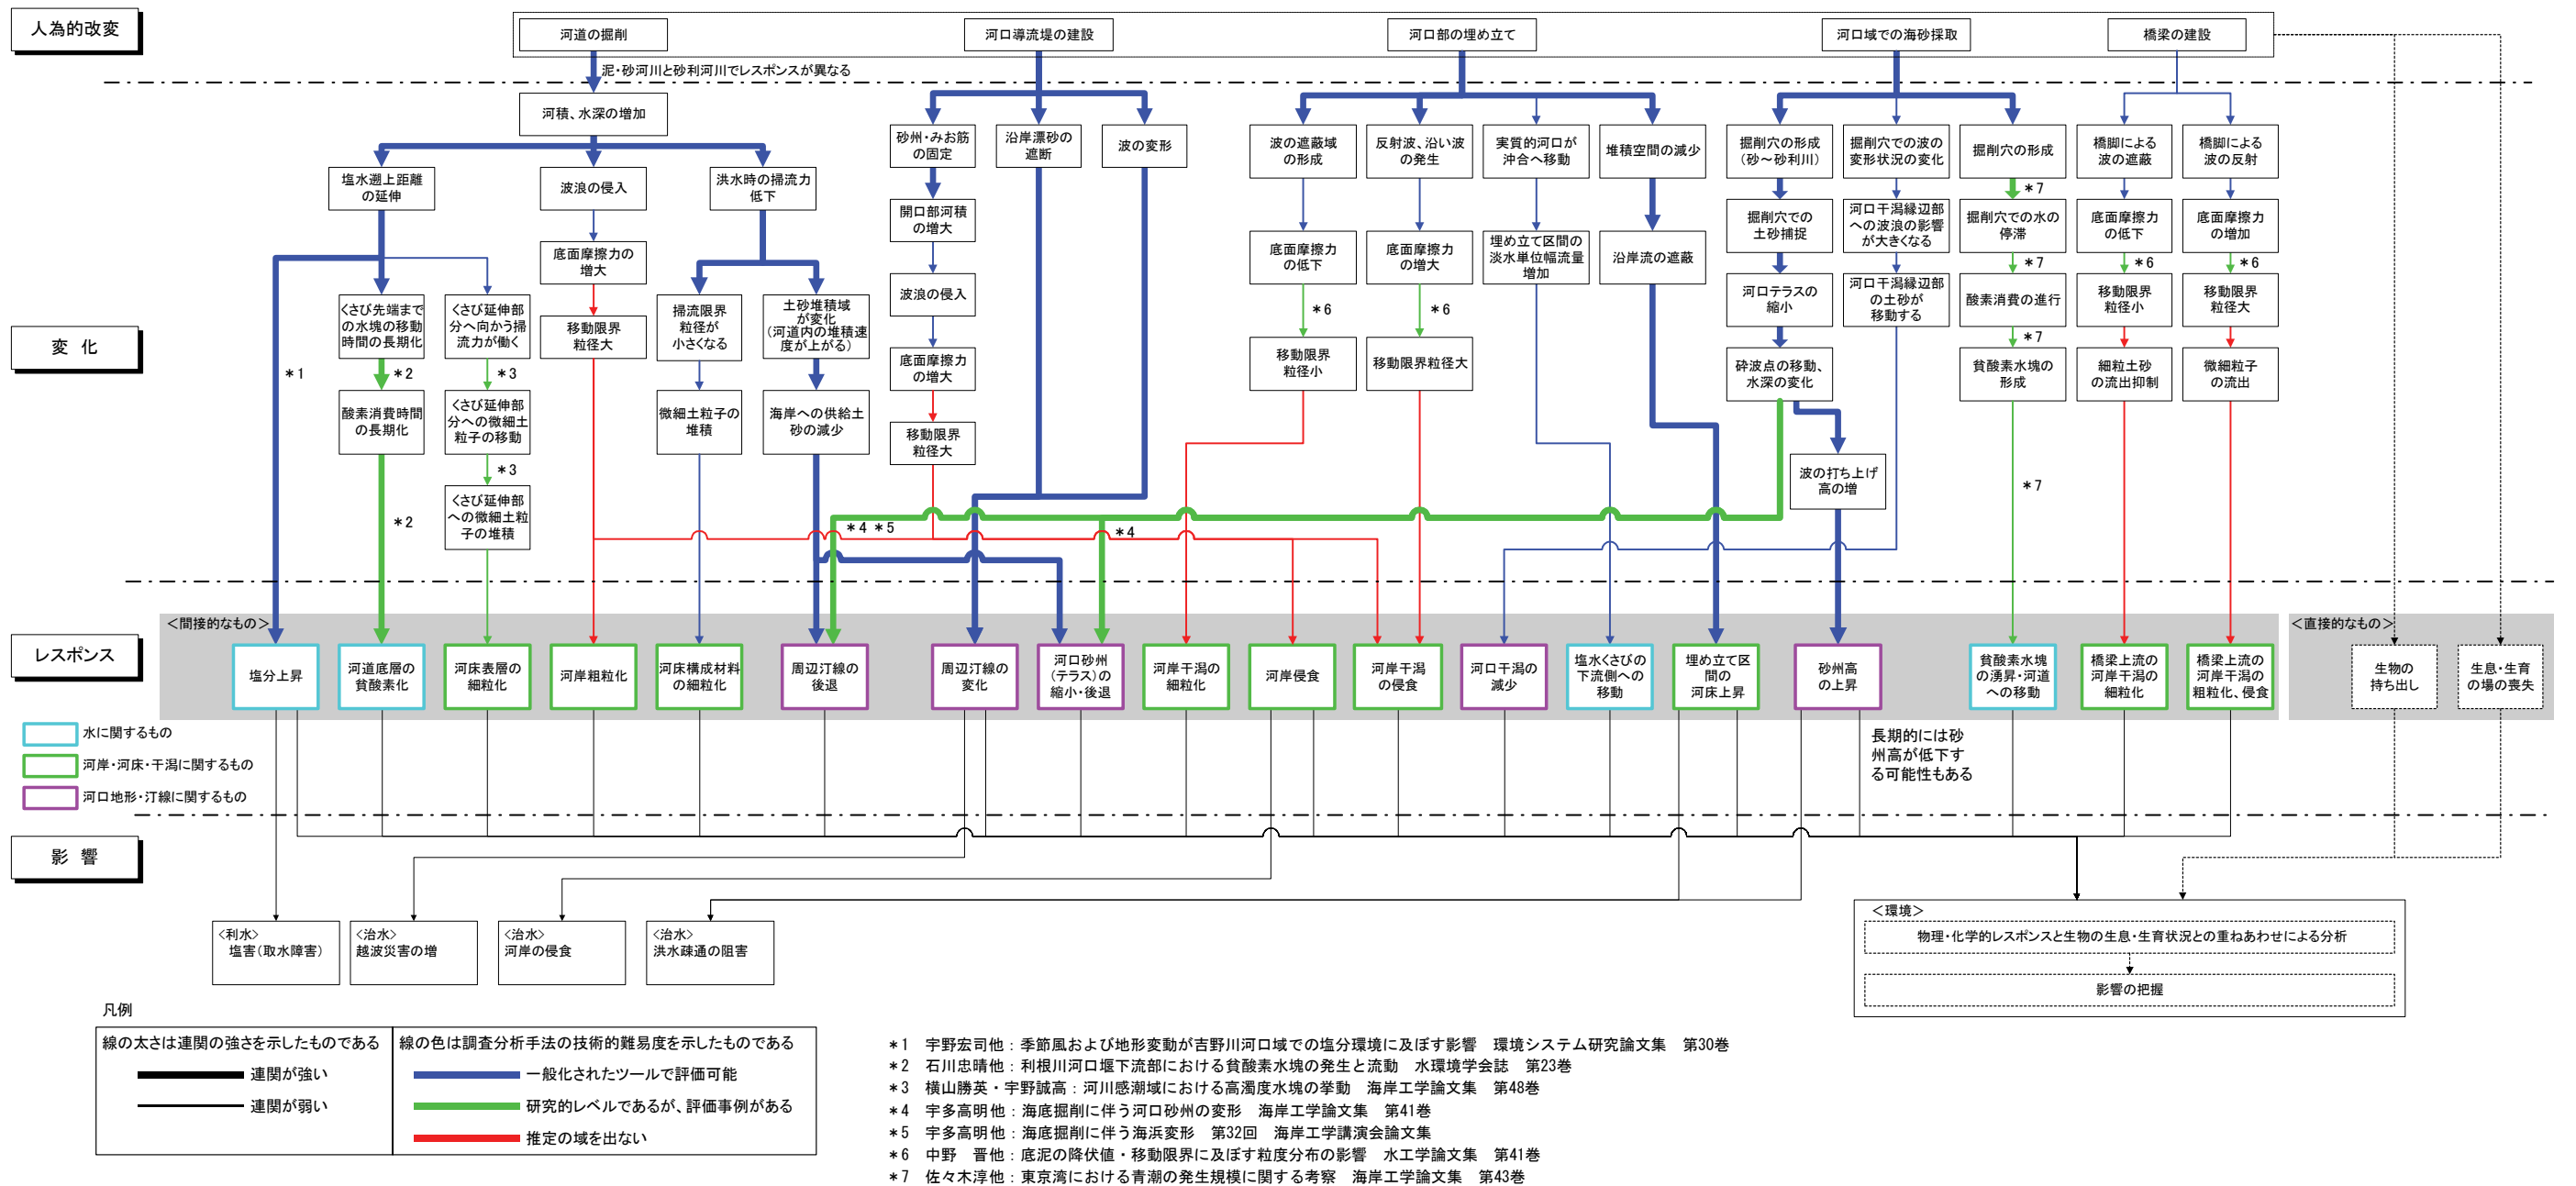 人為的改変
河道の掘削
河口導流堤の建設
河口部の埋め立て
河口域での海砂採取
橋梁の建設
泥・砂河川と砂利河川でレスポンスが異なる
変　化
河積、水深の増加
塩水遡上距離
の延伸
波浪の侵入
洪水時の掃流力
低下
底面摩擦力の
増大
くさび先端まで
の水塊の移動
時間の長期化
くさび延伸部
分へ向かう掃
流力が働く
移動限界
粒径大
掃流限界
粒径が
小さくなる
土砂堆積域
が変化
(河道内の堆積速
度が上がる)
＊1
＊2
＊3
酸素消費時間
の長期化
くさび延伸部
分への微細土
粒子の移動
微細土粒子の
堆積
海岸への供給土
砂の減少
＊2
＊3
くさび延伸部
への微細土粒
子の堆積
砂州・みお筋
の固定
沿岸漂砂の
遮断
波の変形
開口部河積
の増大
波浪の侵入
底面摩擦力
の増大
移動限界
粒径大
＊4 ＊5
＊4
波の遮蔽域
の形成
反射波、沿い波
の発生
実質的河口が
沖合へ移動
堆積空間の減少
底面摩擦力
の低下
底面摩擦力
の増大
埋め立て区間の
淡水単位幅流量
増加
沿岸流の遮蔽
＊6
＊6
移動限界
粒径小
移動限界粒径大
掘削穴の形成
(砂～砂利川)
掘削穴での波の
変形状況の変化
掘削穴の形成
＊7
掘削穴での
土砂捕捉
河口干潟縁辺部
への波浪の影響
が大きくなる
掘削穴での水の
停滞
＊7
河口テラスの
縮小
河口干潟縁辺部
の土砂が
移動する
酸素消費の進行
＊7
砕波点の移動、
水深の変化
貧酸素水塊の
形成
波の打ち上げ
高の増
＊7
橋脚による
波の遮蔽
橋脚による
波の反射
底面摩擦力
の低下
底面摩擦力
の増加
＊6
＊6
移動限界
粒径小
移動限界
粒径大
細粒土砂
の流出抑制
微細粒子
の流出
レスポンス
＜間接的なもの＞
塩分上昇
河道底層の
貧酸素化
河床表層の
細粒化
河岸粗粒化
河床構成材料
の細粒化
周辺汀線の
後退
周辺汀線の
変化
河口砂州
(テラス)の
縮小・後退
河岸干潟の
細粒化
河岸侵食
河岸干潟
の侵食
河口干潟の
減少
塩水くさびの
下流側への
移動
埋め立て区
間の
河床上昇
砂州高
の上昇
貧酸素水塊
の湧昇・河道
への移動
橋梁上流の
河岸干潟の
細粒化
橋梁上流の
河岸干潟の
粗粒化、侵食
＜直接的なもの＞
生物の
持ち出し
生息・生育
の場の喪失
水に関するもの
河岸・河床・干潟に関するもの
河口地形・汀線に関するもの
長期的には砂
州高が低下す
る可能性もある
影　響
<利水>
塩害(取水障害)
<治水>
越波災害の増
<治水>
河岸の侵食
<治水>
洪水疎通の阻害
＜環境＞
物理・化学的レスポンスと生物の生息・生育状況との重ねあわせによる分析
影響の把握
凡例
線の太さは連関の強さを示したものである
連関が強い
連関が弱い
線の色は調査分析手法の技術的難易度を示したものである
一般化されたツールで評価可能
研究的レベルであるが、評価事例がある
推定の域を出ない
＊1　宇野宏司他：季節風および地形変動が吉野川河口域での塩分環境に及ぼす影響　環境システム研究論文集　第30巻
＊2　石川忠晴他：利根川河口堰下流部における貧酸素水塊の発生と流動　水環境学会誌　第23巻
＊3　横山勝英・宇野誠高：河川感潮域における高濁度水塊の挙動　海岸工学論文集　第48巻
＊4　宇多高明他：海底掘削に伴う河口砂州の変形　海岸工学論文集　第41巻
＊5　宇多高明他：海底掘削に伴う海浜変形　第32回　海岸工学講演会論文集
＊6　中野　晋他：底泥の降伏値・移動限界に及ぼす粒度分布の影響　水工学論文集　第41巻
＊7　佐々木淳他：東京湾における青潮の発生規模に関する考察　海岸工学論文集　第43巻